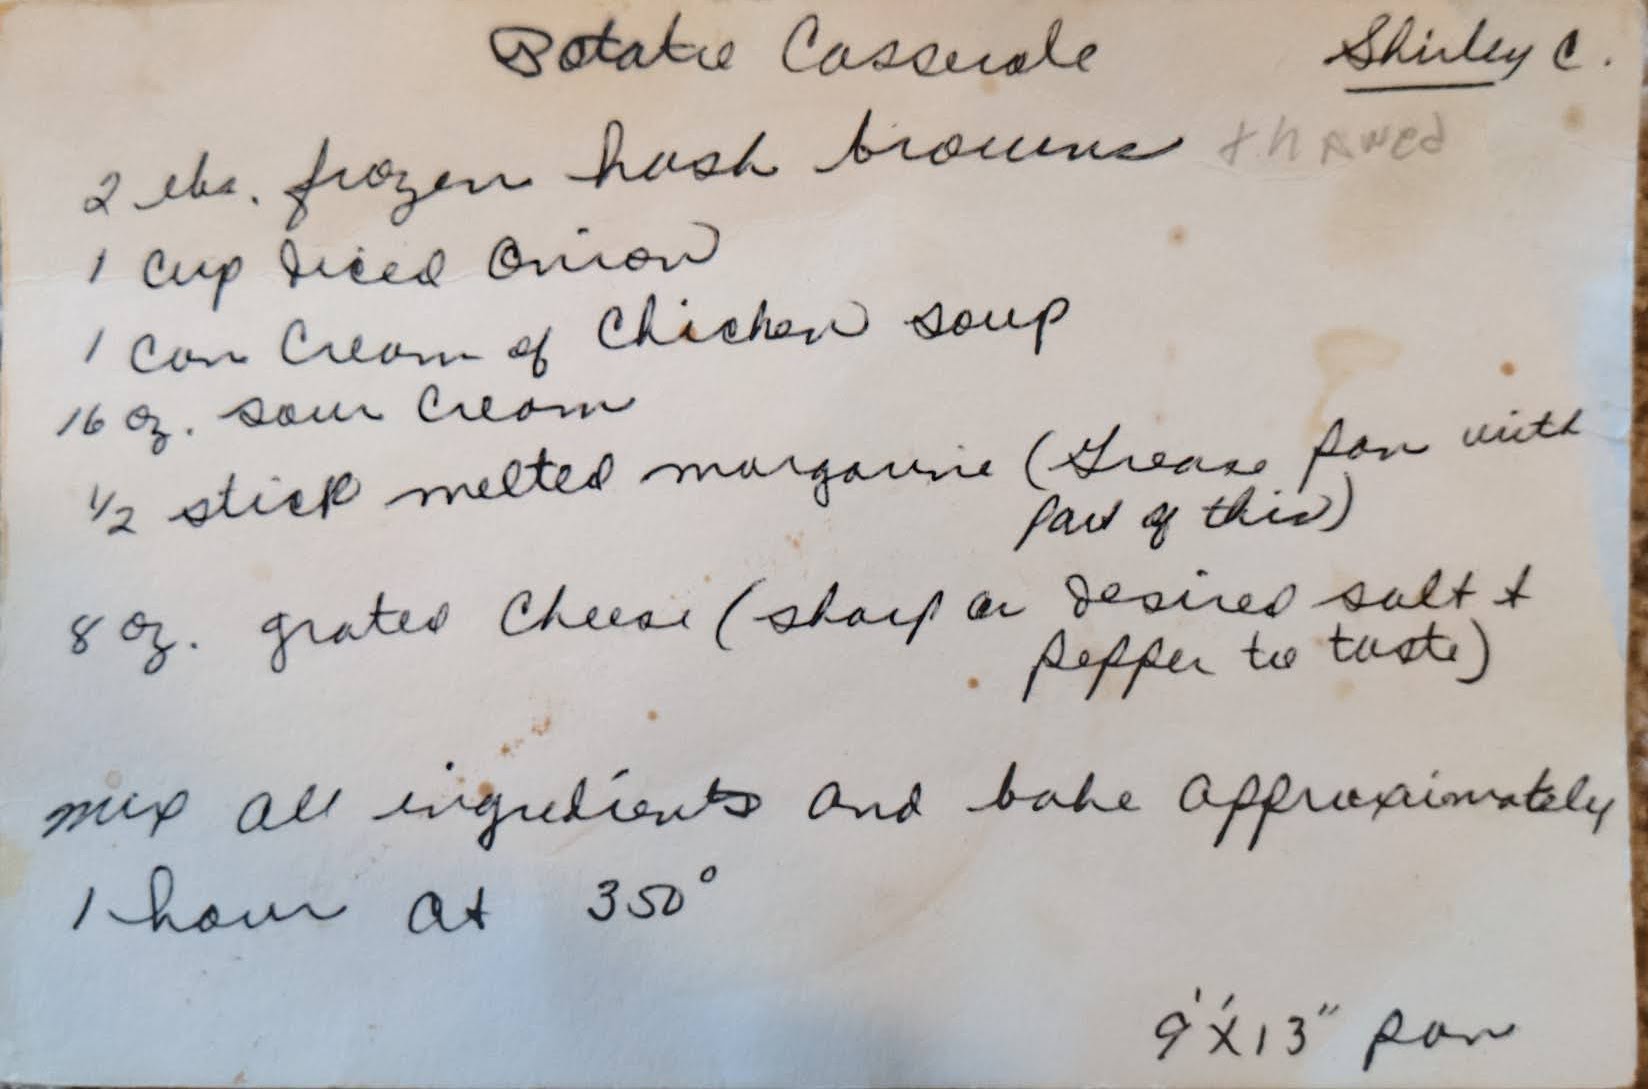 Potatoe Casserole Shirley C.
2 lbs. frozen hash browns thawed
1 cup diced onion
1 can cream of chicken soup
16 oz. sour cream
1/2 stick melted margarine (Grease pan with
part of this)
8 oz. grated cheese (sharp or desired salt &
pepper to taste)
mix all ingredients and bake approximately
1 hour at 350°
9"X13" pan